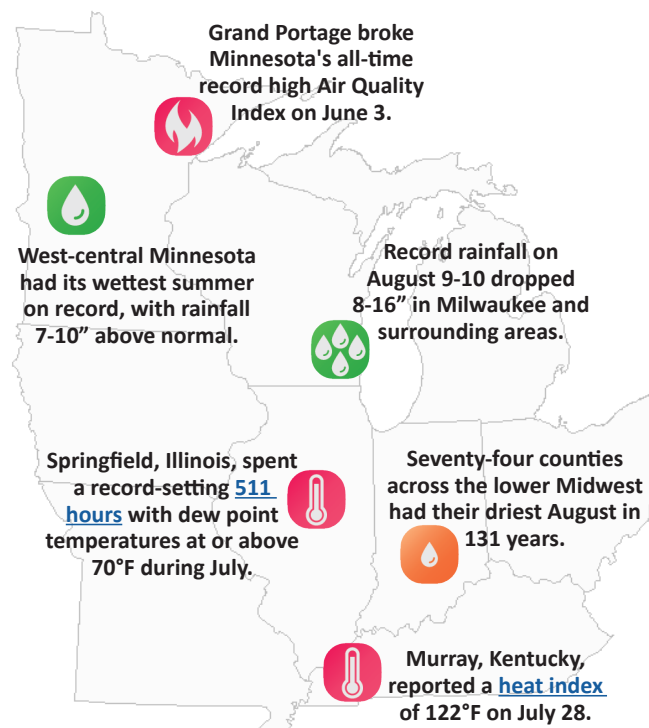 Grand Portage broke
Minnesota's all-time
record high Air Quality
Index on June 3.
West-central Minnesota
had its wettest summer
on record, with rainfall
7-10” above normal.
Record rainfall on
August 9-10 dropped
8-16” in Milwaukee and
surrounding areas.
Springfield, Illinois, spent
a record-setting 511
hours with dew point
temperatures at or above
70°F during July.
Seventy-four counties
across the lower Midwest
had their driest August in
131 years.
Murray, Kentucky,
reported a heat index
of 122°F on July 28.